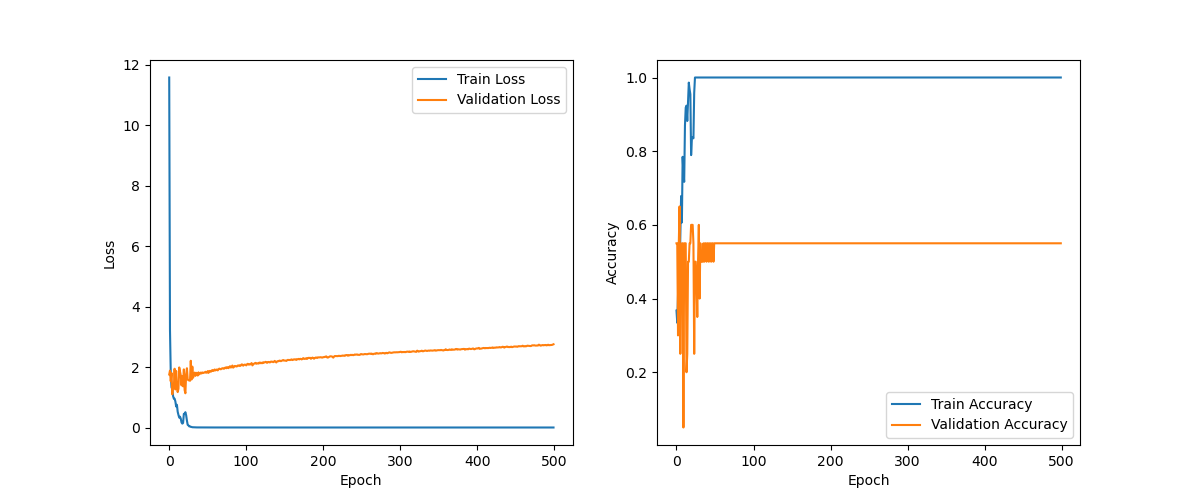 12
10
8
6
4
2
0
Loss
0 100 200 300 400 500
Epoch
Train Loss
Validation Loss
1.0
0.8
0.6
0.4
0.2
Accuracy
0 100 200 300 400 500
Epoch
Train Accuracy
Validation Accuracy